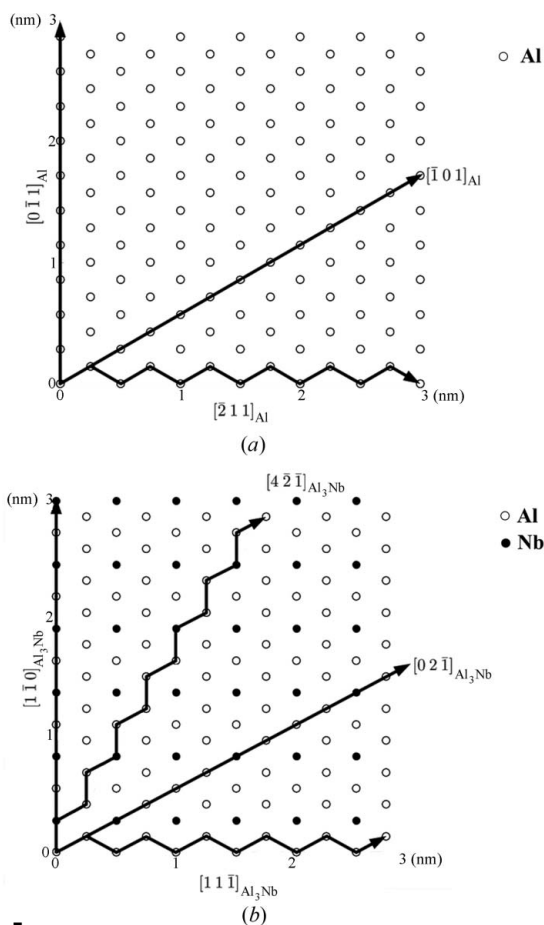 (nm) 3
Al
2
[0 1̄ 1]Al
[1̄ 0 1]Al
1
0
0 1 2 3 (nm)
[2̄ 1 1]Al
(a)
[4 2̄ 1̄]Al3Nb
(nm) 3
Al
Nb
2
[1 1̄ 0]Al3Nb
[0 2 1̄]Al3Nb
1
0
0 1 2 3 (nm)
[1 1 1̄]Al3Nb
(b)